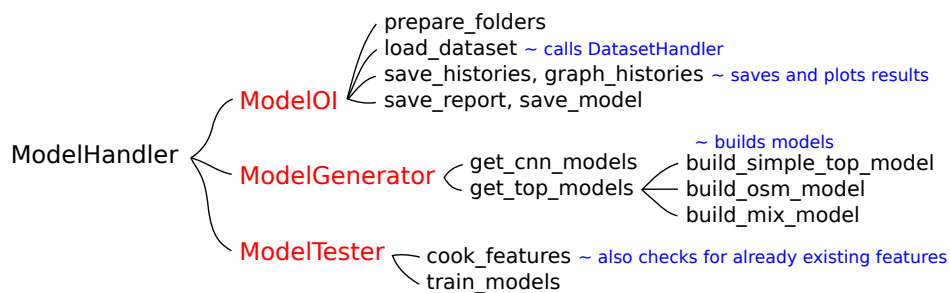 prepare_folders
load_dataset ~ calls DatasetHandler
save_histories, graph_histories ~ saves and plots results
save_report, save_model
ModelOI
ModelHandler
~ builds models
get_cnn_models
build_simple_top_model
ModelGenerator
get_top_models
build_osm_model
build_mix_model
ModelTester
cook_features ~ also checks for already existing features
train_models